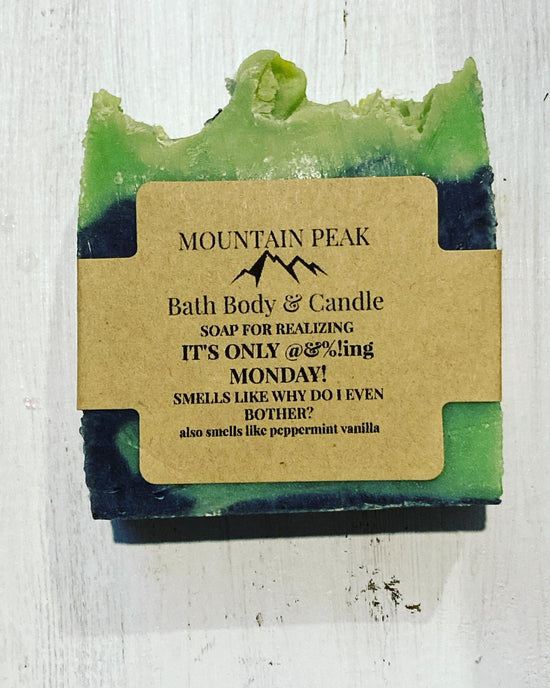 MOUNTAIN PEAK
Bath Body & Candle
SOAP FOR REALIZING
IT'S ONLY @&%!ing
MONDAY!
SMELLS LIKE WHY DO I EVEN
BOTHER?
also smells like peppermint vanilla